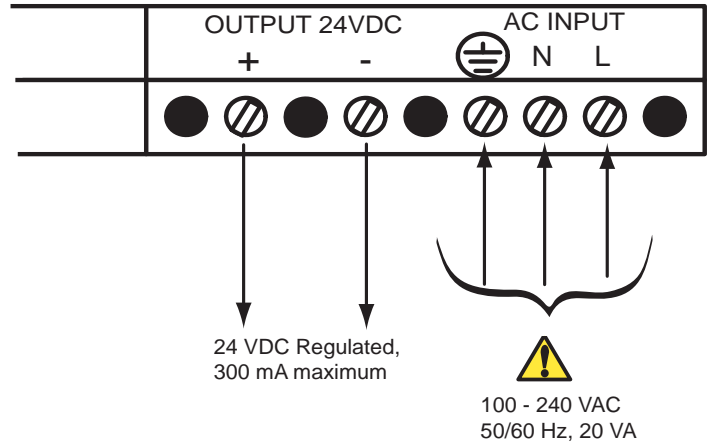 OUTPUT 24VDC
AC INPUT
+ - N L
24 VDC Regulated,
300 mA maximum
100 - 240 VAC
50/60 Hz, 20 VA